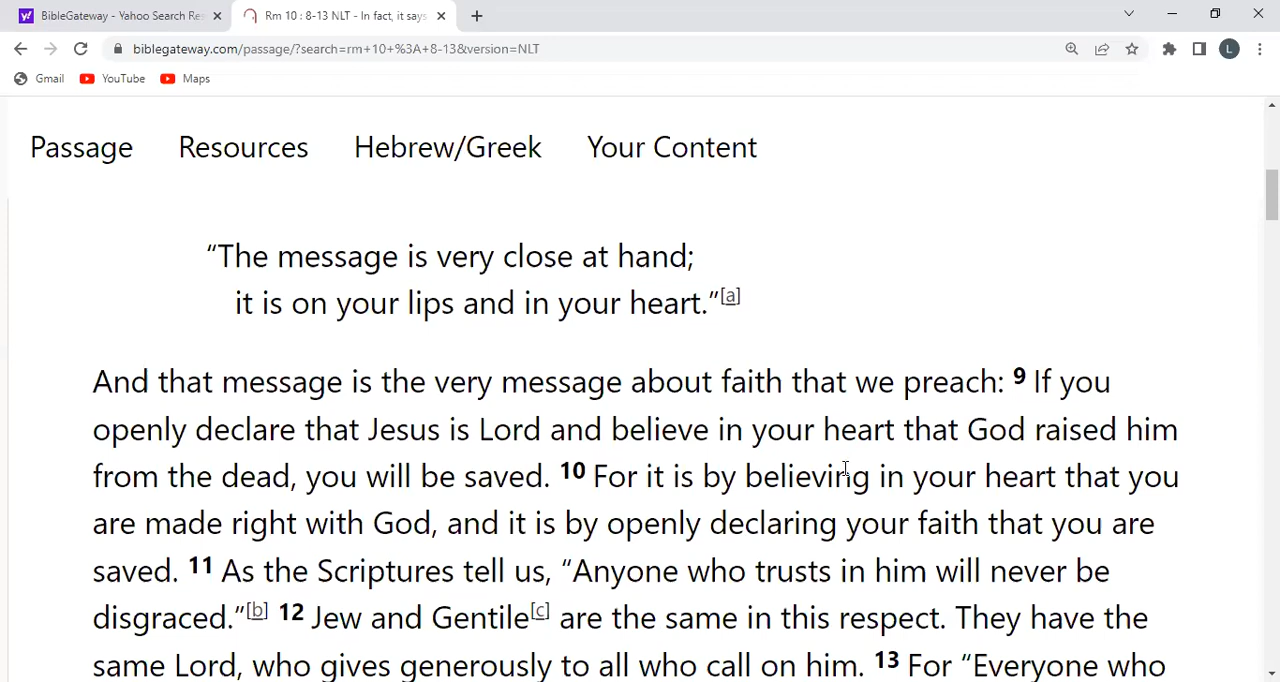 BibleGateway - Yahoo Search Res
Rm 10 : 8-13 NLT - In fact, it says
biblegateway.com/passage/?search=rm+10+%3A+8-13&version=NLT
L
Gmail YouTube Maps
Passage Resources Hebrew/Greek Your Content
“The message is very close at hand;
it is on your lips and in your heart.”[a]
And that message is the very message about faith that we preach: 9 If you
openly declare that Jesus is Lord and believe in your heart that God raised him
from the dead, you will be saved. 10 For it is by believing in your heart that you
are made right with God, and it is by openly declaring your faith that you are
saved. 11 As the Scriptures tell us, “Anyone who trusts in him will never be
disgraced.”[b] 12 Jew and Gentile[c] are the same in this respect. They have the
same Lord, who gives generously to all who call on him. 13 For “Everyone who